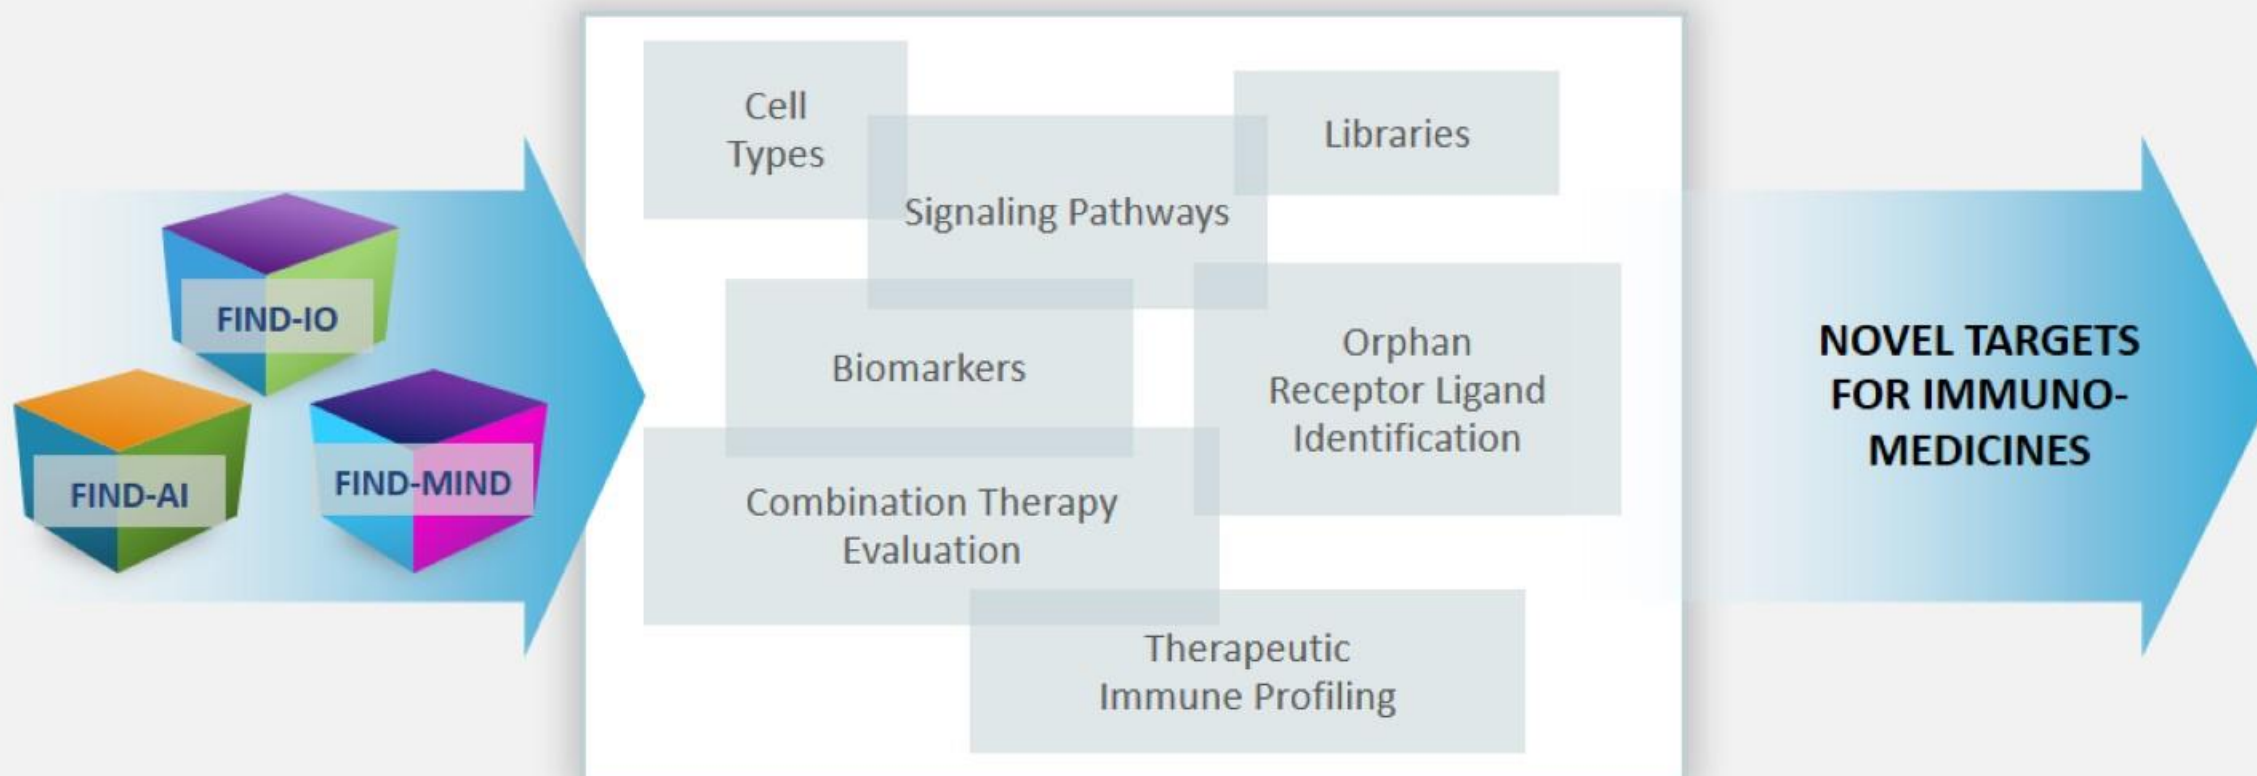 FIND-IO
FIND-AI
FIND-MIND
Cell
Types
Signaling Pathways
Libraries
Biomarkers
Orphan
Receptor Ligand
Identification
Combination Therapy
Evaluation
Therapeutic
Immune Profiling
NOVEL TARGETS
FOR IMMUNO-
MEDICINES